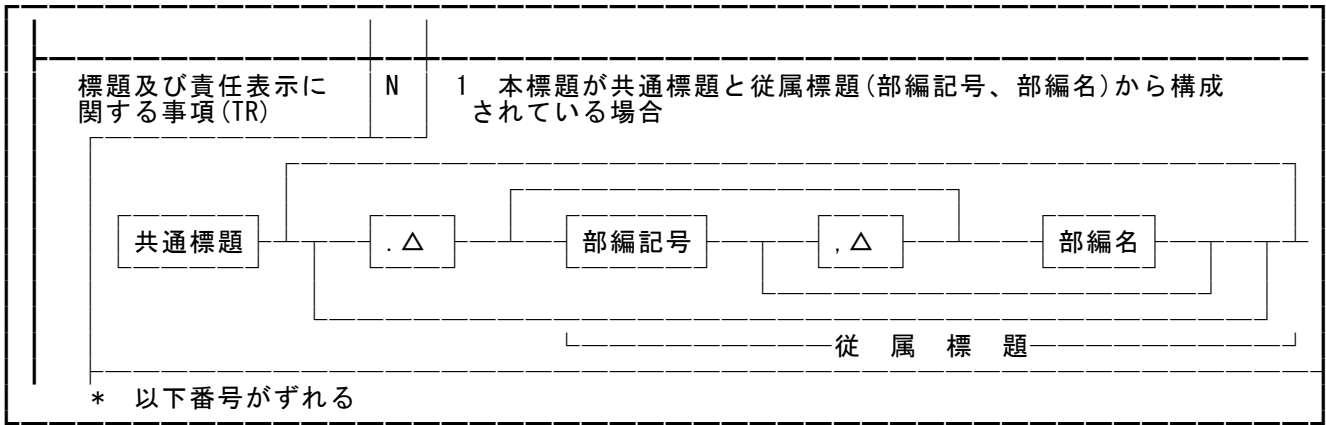 標題及び責任表示に関する事項(TR)
N
1 本標題が共通標題と従属標題(部編記号、部編名)から構成
されている場合
共通標題
.△
部編記号
,△
部編名
従 属 標 題
* 以下番号がずれる